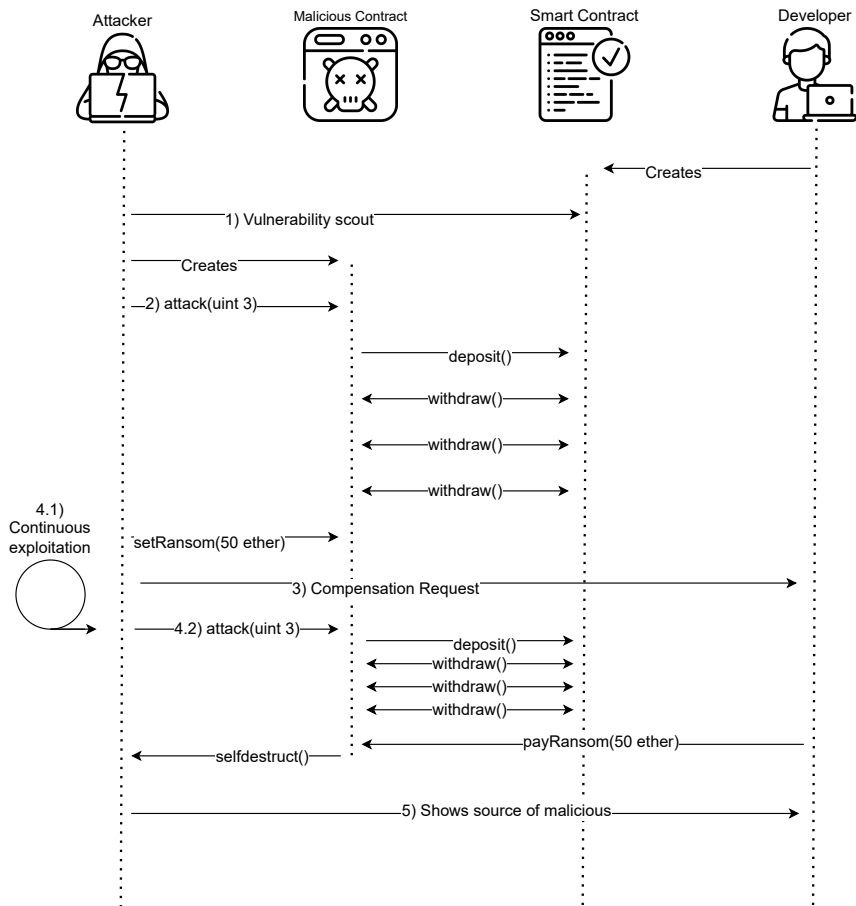 Attacker
Malicious Contract
Smart Contract
Developer
Creates
1) Vulnerability scout
Creates
2) attack(uint 3)
deposit()
withdraw()
withdraw()
withdraw()
4.1)
Continuous
exploitation
setRansom(50 ether)
3) Compensation Request
4.2) attack(uint 3)
deposit()
withdraw()
withdraw()
withdraw()
payRansom(50 ether)
selfdestruct()
5) Shows source of malicious